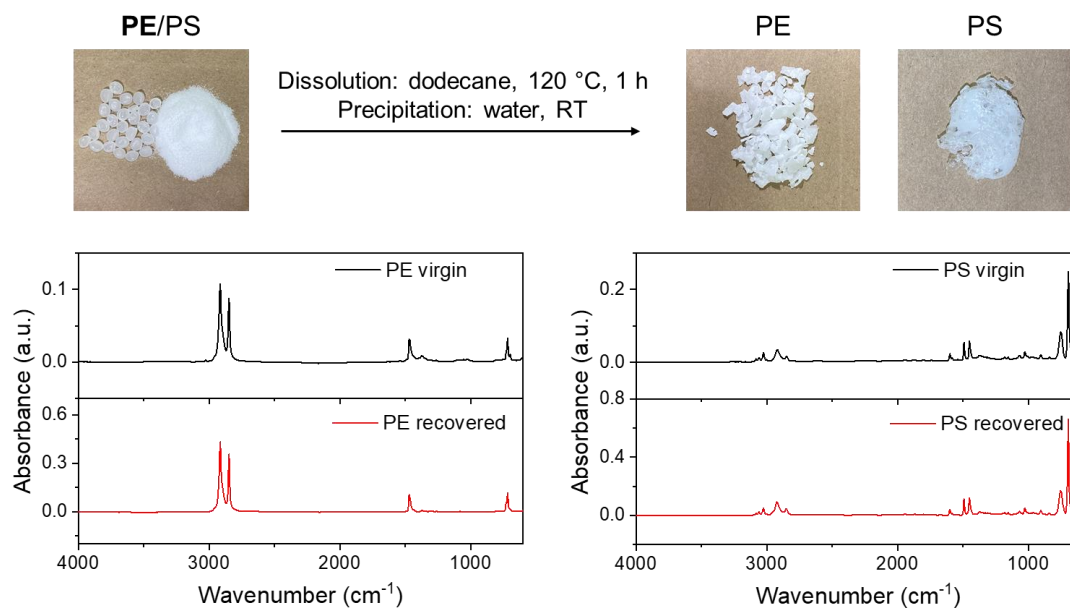 PE/PS
Dissolution: dodecane, 120 °C, 1 h
Precipitation: water, RT
PE
PS
PE virgin
0.1
0.0
PE recovered
0.6
0.3
0.0
Absorbance (a.u.)
4000 3000 2000 1000
Wavenumber (cm⁻¹)
PS virgin
0.2
0.0
PS recovered
0.8
0.4
0.0
Absorbance (a.u.)
4000 3000 2000 1000
Wavenumber (cm⁻¹)